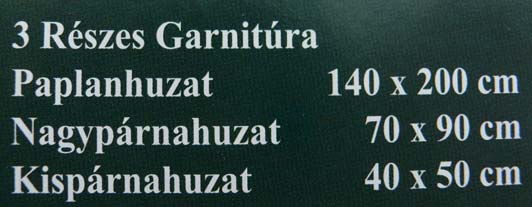 3 Részes Garnitúra
Paplanhuzat 140 x 200 cm
Nagypárnahuzat 70 x 90 cm
Kispárnahuzat 40 x 50 cm